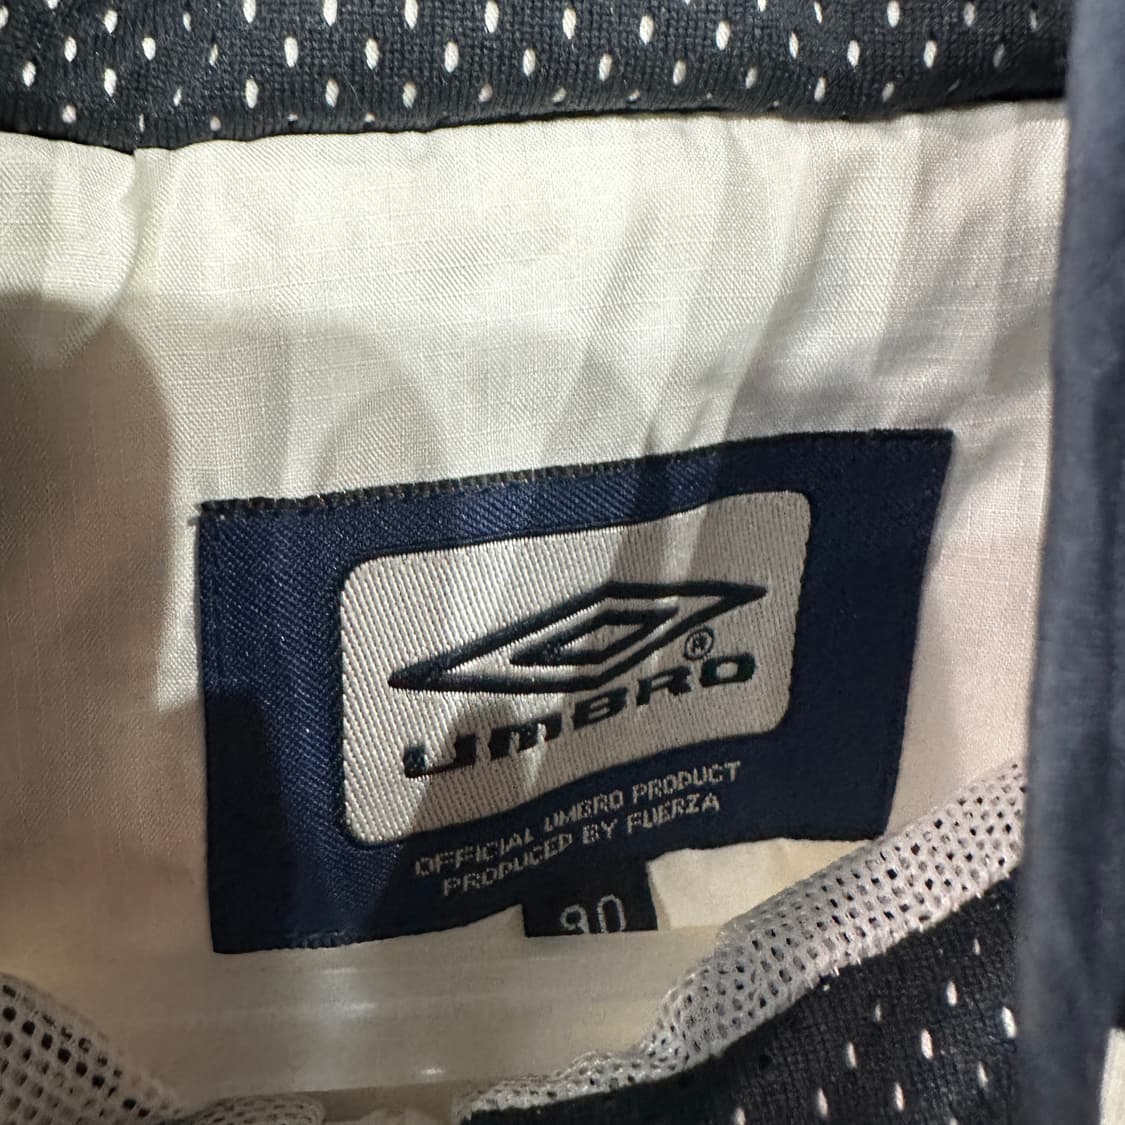 UMBRO®
OFFICIAL UMBRO PRODUCT
PRODUCED BY FUERZA
90